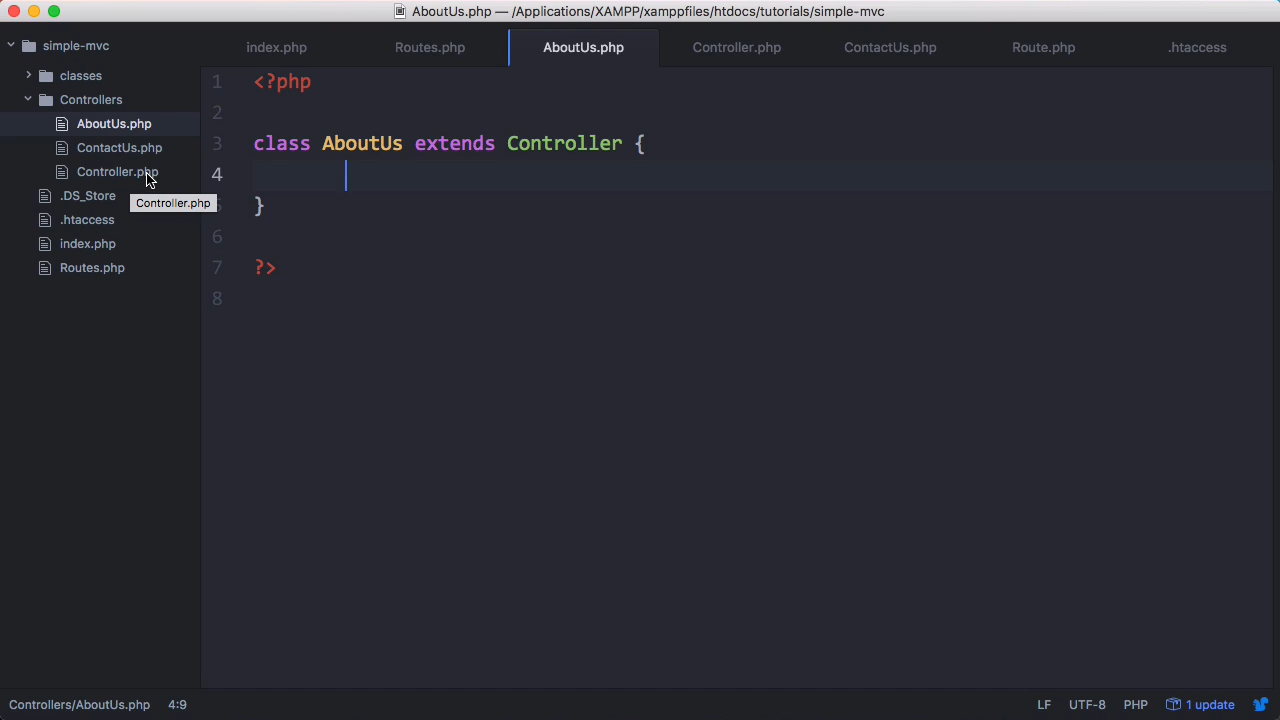 AboutUs.php — /Applications/XAMPP/xamppfiles/htdocs/tutorials/simple-mvc
simple-mvc
classes
Controllers
AboutUs.php
ContactUs.php
Controller.php
.DS_Store
Controller.php
.htaccess
index.php
Routes.php
index.php Routes.php AboutUs.php Controller.php ContactUs.php Route.php .htaccess
1 <?php
2
3 class AboutUs extends Controller {
4
5 }
6
7 ?>
8
Controllers/AboutUs.php 4:9 LF UTF-8 PHP 1 update